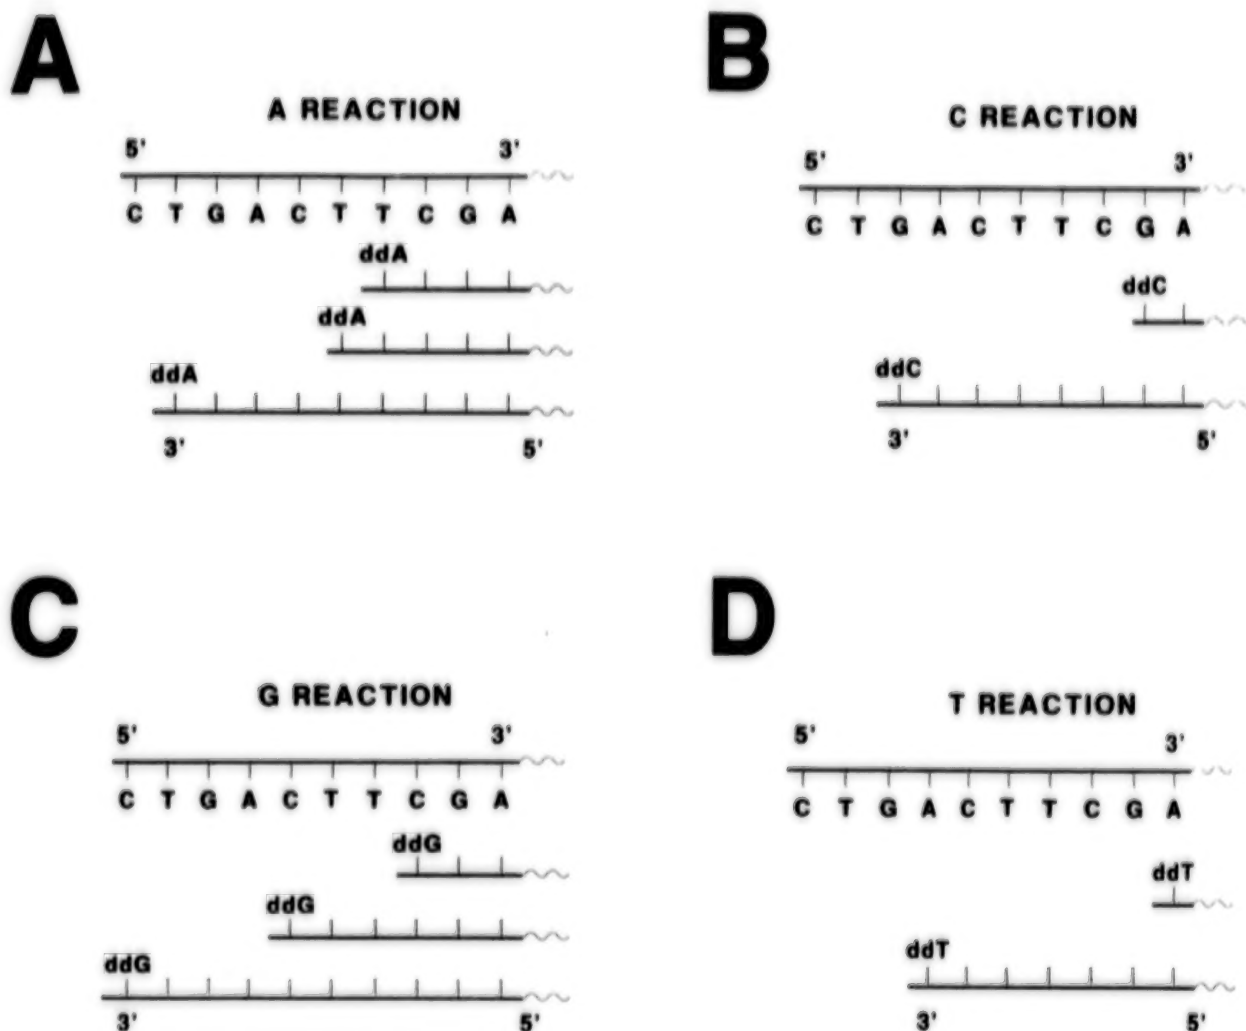 A
A REACTION
5' 3'
C T G A C T T C G A
ddA
ddA
ddA
3' 5'
B
C REACTION
5' 3'
C T G A C T T C G A
ddC
ddC
3' 5'
C
G REACTION
5' 3'
C T G A C T T C G A
ddG
ddG
ddG
3' 5'
D
T REACTION
5' 3'
C T G A C T T C G A
ddT
ddT
3' 5'